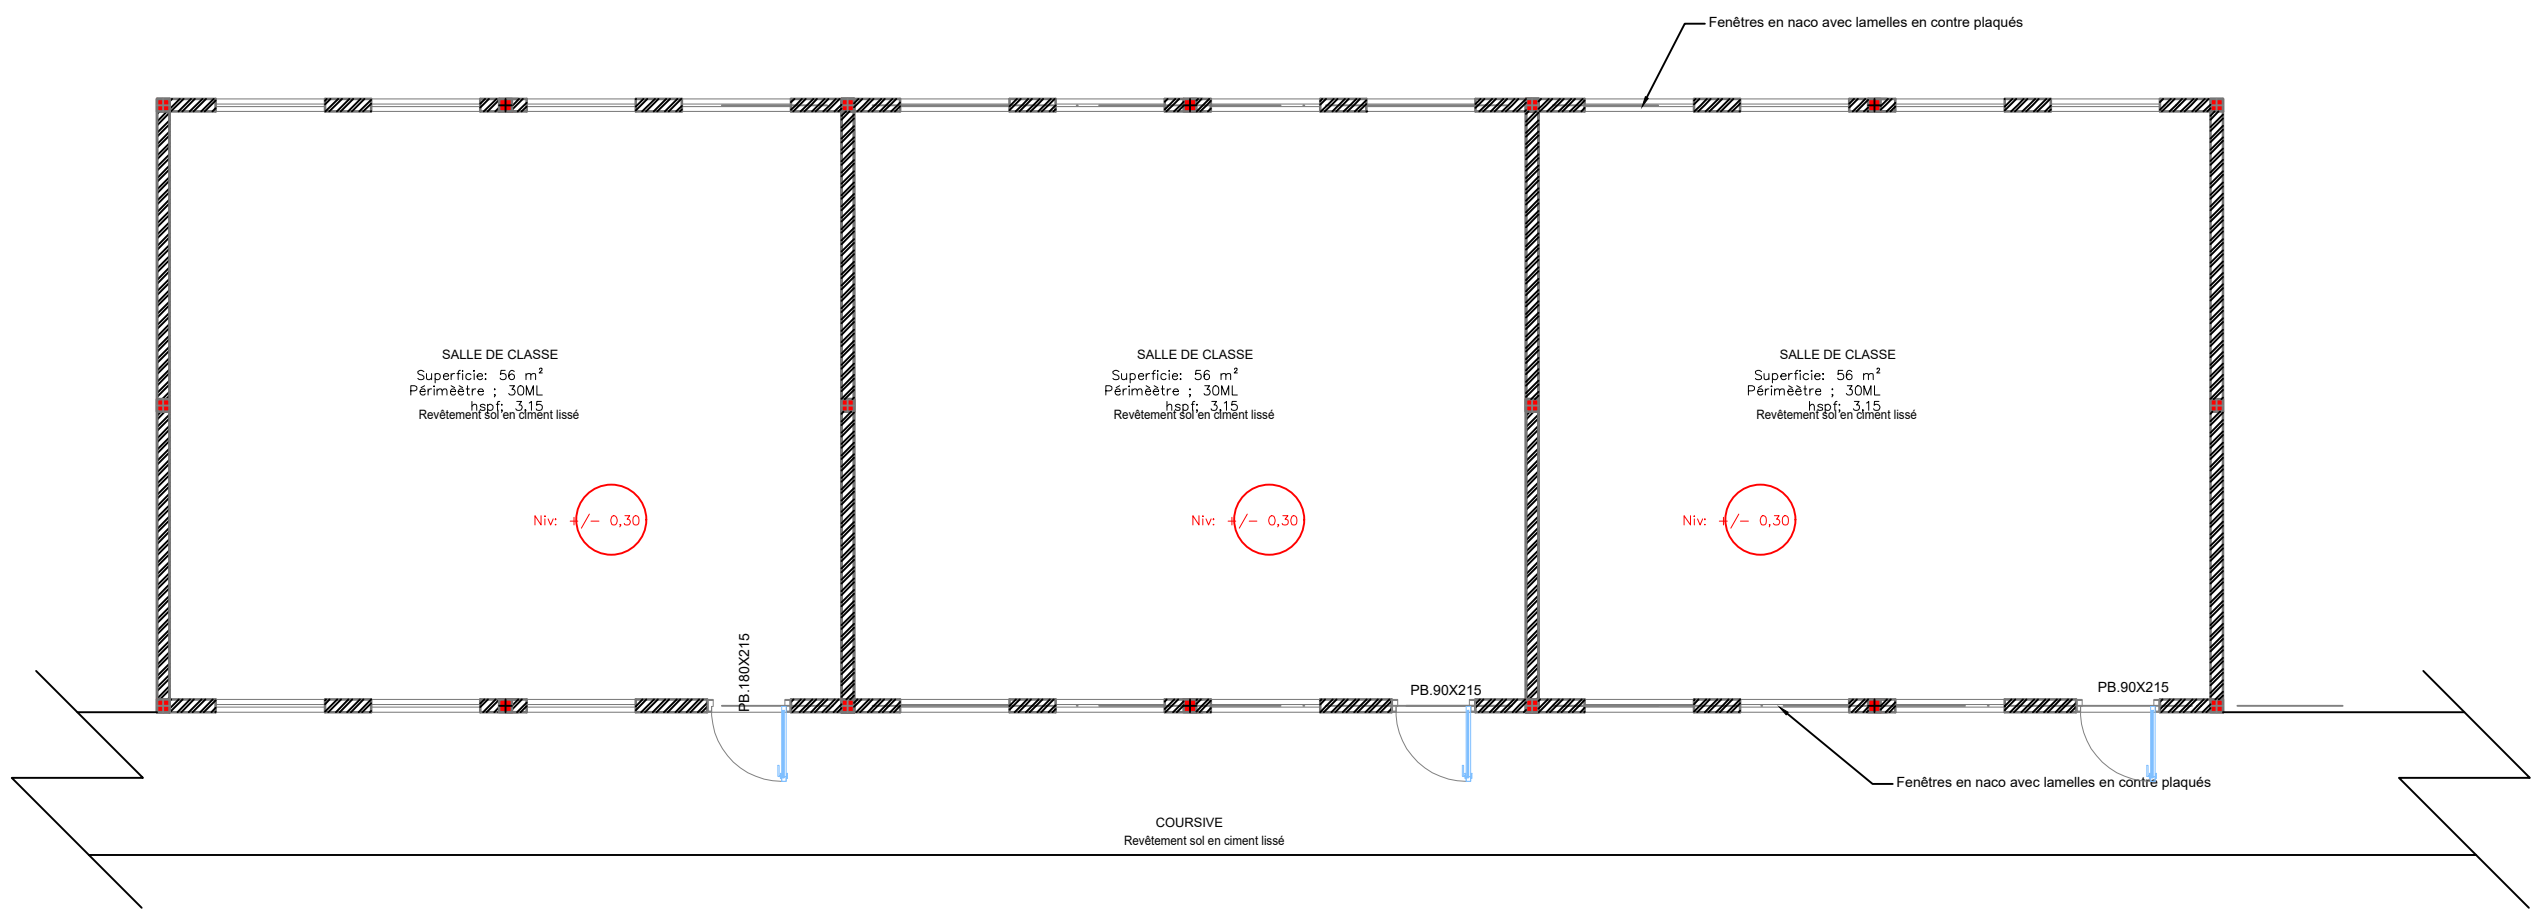 Fenêtres en naco avec lamelles en contre plaqués
SALLE DE CLASSE
Superficie: 56 m²
Périmèètre ; 30ML
hspf; 3,15
Revêtement sol en ciment lissé
Niv: +/- 0,30
SALLE DE CLASSE
Superficie: 56 m²
Périmèètre ; 30ML
hspf; 3,15
Revêtement sol en ciment lissé
Niv: +/- 0,30
SALLE DE CLASSE
Superficie: 56 m²
Périmèètre ; 30ML
hspf; 3,15
Revêtement sol en ciment lissé
Niv: +/- 0,30
PB.180X215
PB.90X215
PB.90X215
Fenêtres en naco avec lamelles en contre plaqués
COURSIVE
Revêtement sol en ciment lissé